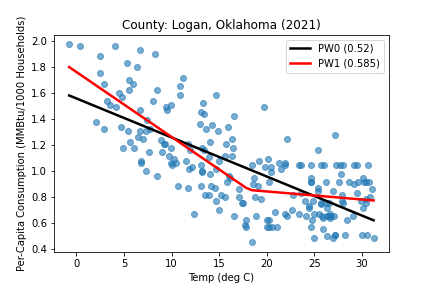 County: Logan, Oklahoma (2021)
Per-Capita Consumption (MMBtu/1000 Households)
2.0
1.8
1.6
1.4
1.2
1.0
0.8
0.6
0.4
PW0 (0.52)
PW1 (0.585)
0 5 10 15 20 25 30
Temp (deg C)